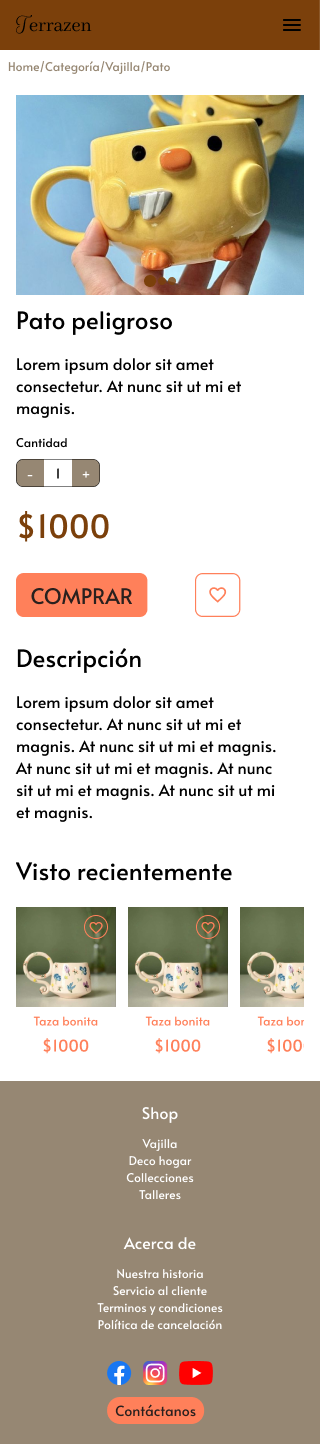 Terrazen
Home/Categoría/Vajilla/Pato
Pato peligroso
Lorem ipsum dolor sit amet
consectetur. At nunc sit ut mi et
magnis.
Cantidad
- 1 +
$1000
COMPRAR
Descripción
Lorem ipsum dolor sit amet
consectetur. At nunc sit ut mi et
magnis. At nunc sit ut mi et magnis.
At nunc sit ut mi et magnis. At nunc
sit ut mi et magnis. At nunc sit ut mi
et magnis.
Visto recientemente
Taza bonita Taza bonita Taza bon
$1000 $1000 $100
Shop
Vajilla
Deco hogar
Collecciones
Talleres
Acerca de
Nuestra historia
Servicio al cliente
Terminos y condiciones
Política de cancelación
Contáctanos